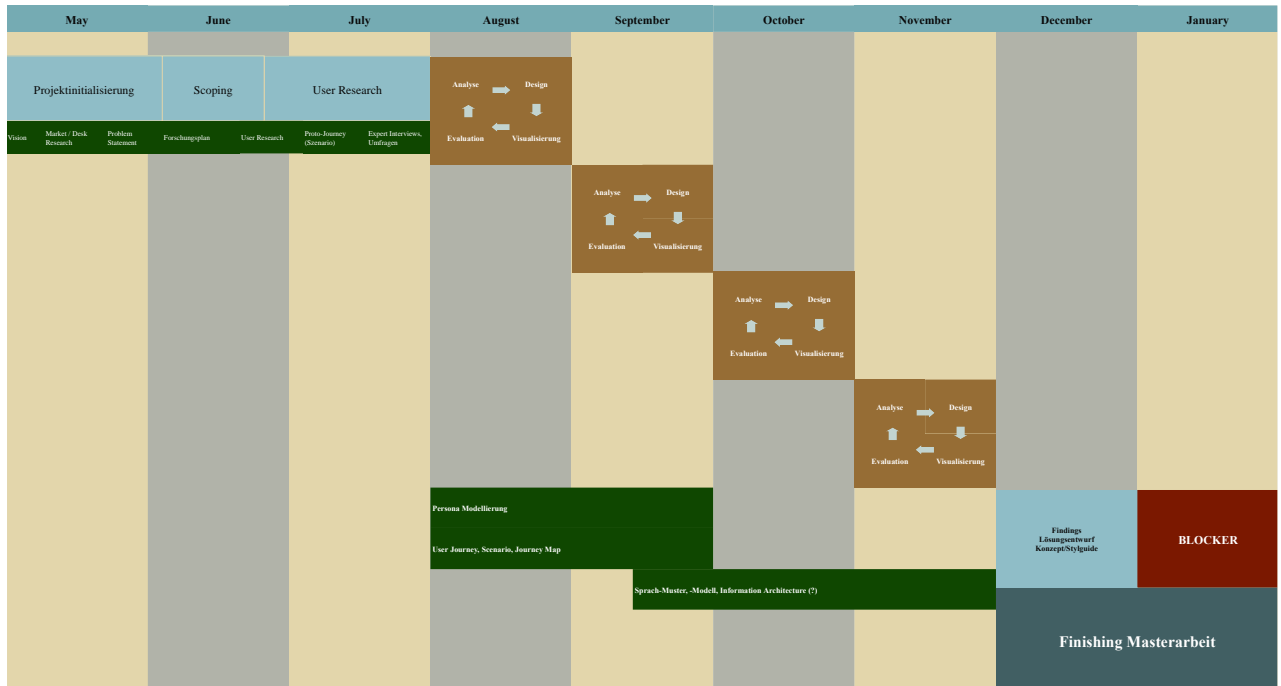 May June July August September October November December January
Projektinitialisierung Scoping User Research
Vision
Market / Desk
Research
Problem
Statement
Forschungsplan
User Research
Proto-Journey
(Szenario)
Expert Interviews,
Umfragen
Analyse Design
Evaluation Visualisierung
Analyse Design
Evaluation Visualisierung
Analyse Design
Evaluation Visualisierung
Analyse Design
Evaluation Visualisierung
Persona Modellierung
User Journey, Scenario, Journey Map
Sprach-Muster, -Modell, Information Architecture (?)
Findings
Lösungsentwurf
Konzept/Stylguide
BLOCKER
Finishing Masterarbeit